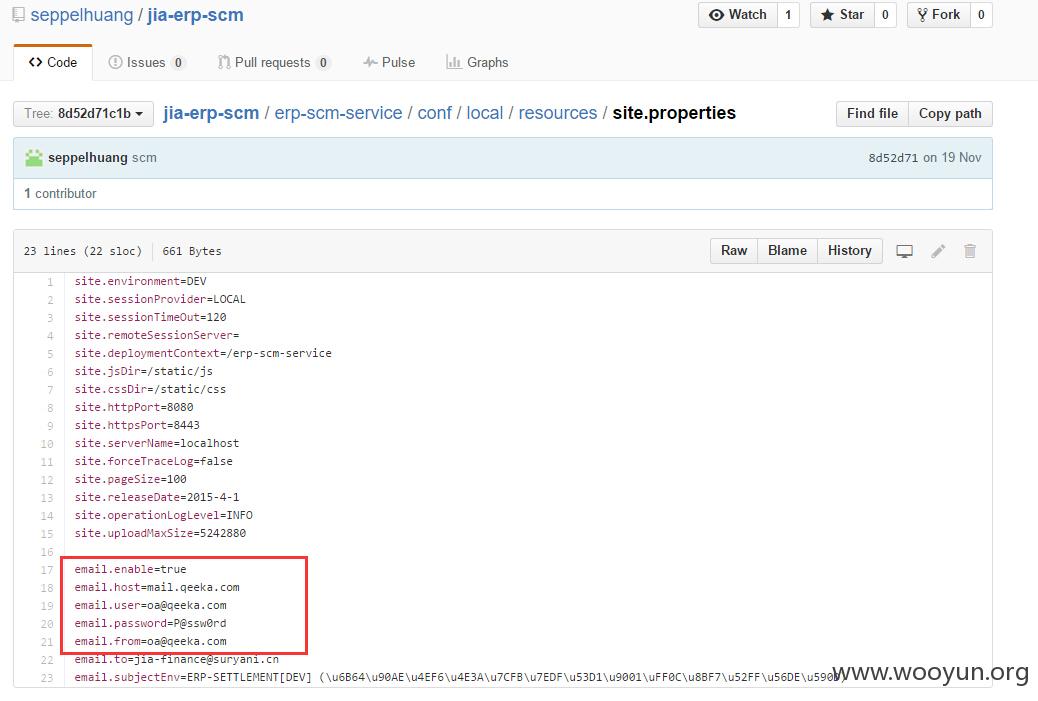 seppelhuang / jia-erp-scm
Watch 1 Star 0 Fork 0
Code Issues 0 Pull requests 0 Pulse Graphs
Tree: 8d52d71c1b jia-erp-scm / erp-scm-service / conf / local / resources / site.properties Find file Copy path
seppelhuang scm 8d52d71 on 19 Nov
1 contributor
23 lines (22 sloc) 661 Bytes Raw Blame History
1 site.environment=DEV
2 site.sessionProvider=LOCAL
3 site.sessionTimeOut=120
4 site.remoteSessionServer=
5 site.deploymentContext=/erp-scm-service
6 site.jsDir=/static/js
7 site.cssDir=/static/css
8 site.httpPort=8080
9 site.httpsPort=8443
10 site.serverName=localhost
11 site.forceTraceLog=false
12 site.pageSize=100
13 site.releaseDate=2015-4-1
14 site.operationLogLevel=INFO
15 site.uploadMaxSize=5242880
16
17 email.enable=true
18 email.host=mail.qeeka.com
19 email.user=oa@qeeka.com
20 email.password=P@ssw0rd
21 email.from=oa@qeeka.com
22 email.to=jia-finance@suryani.cn
23 email.subjectEnv=ERP-SETTLEMENT[DEV] (\u6B64\u90AE\u4EF6\u4E3A\u7CFB\u7EDF\u53D1\u9001\uFF0C\u8BF7\u52FF\u56DE\u590D)
www.wooyun.org